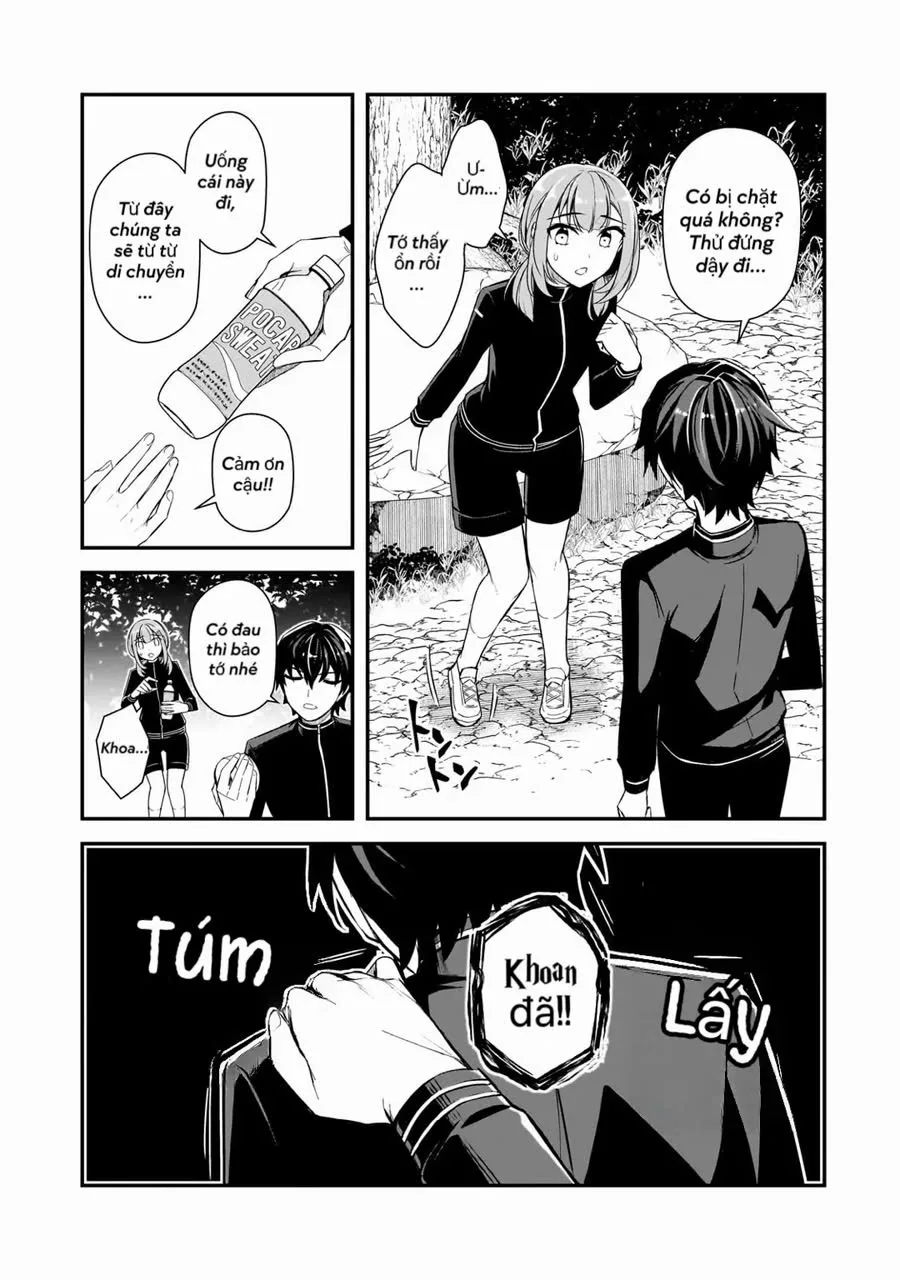 Có bị chặt
quá không?
Thử đứng
dậy đi...
Ư-
Ừm...
Tớ thấy
ổn rồi
トン
トン
Uống
cái này
đi,
Từ đây
chúng ta
sẽ từ từ
di chuyển
...
POCAR
SWEAT
Cảm ơn
cậu!!
Có đau
thì bảo
tớ nhé
Khoa...
Túm
Khoan
đã!!
Lấy